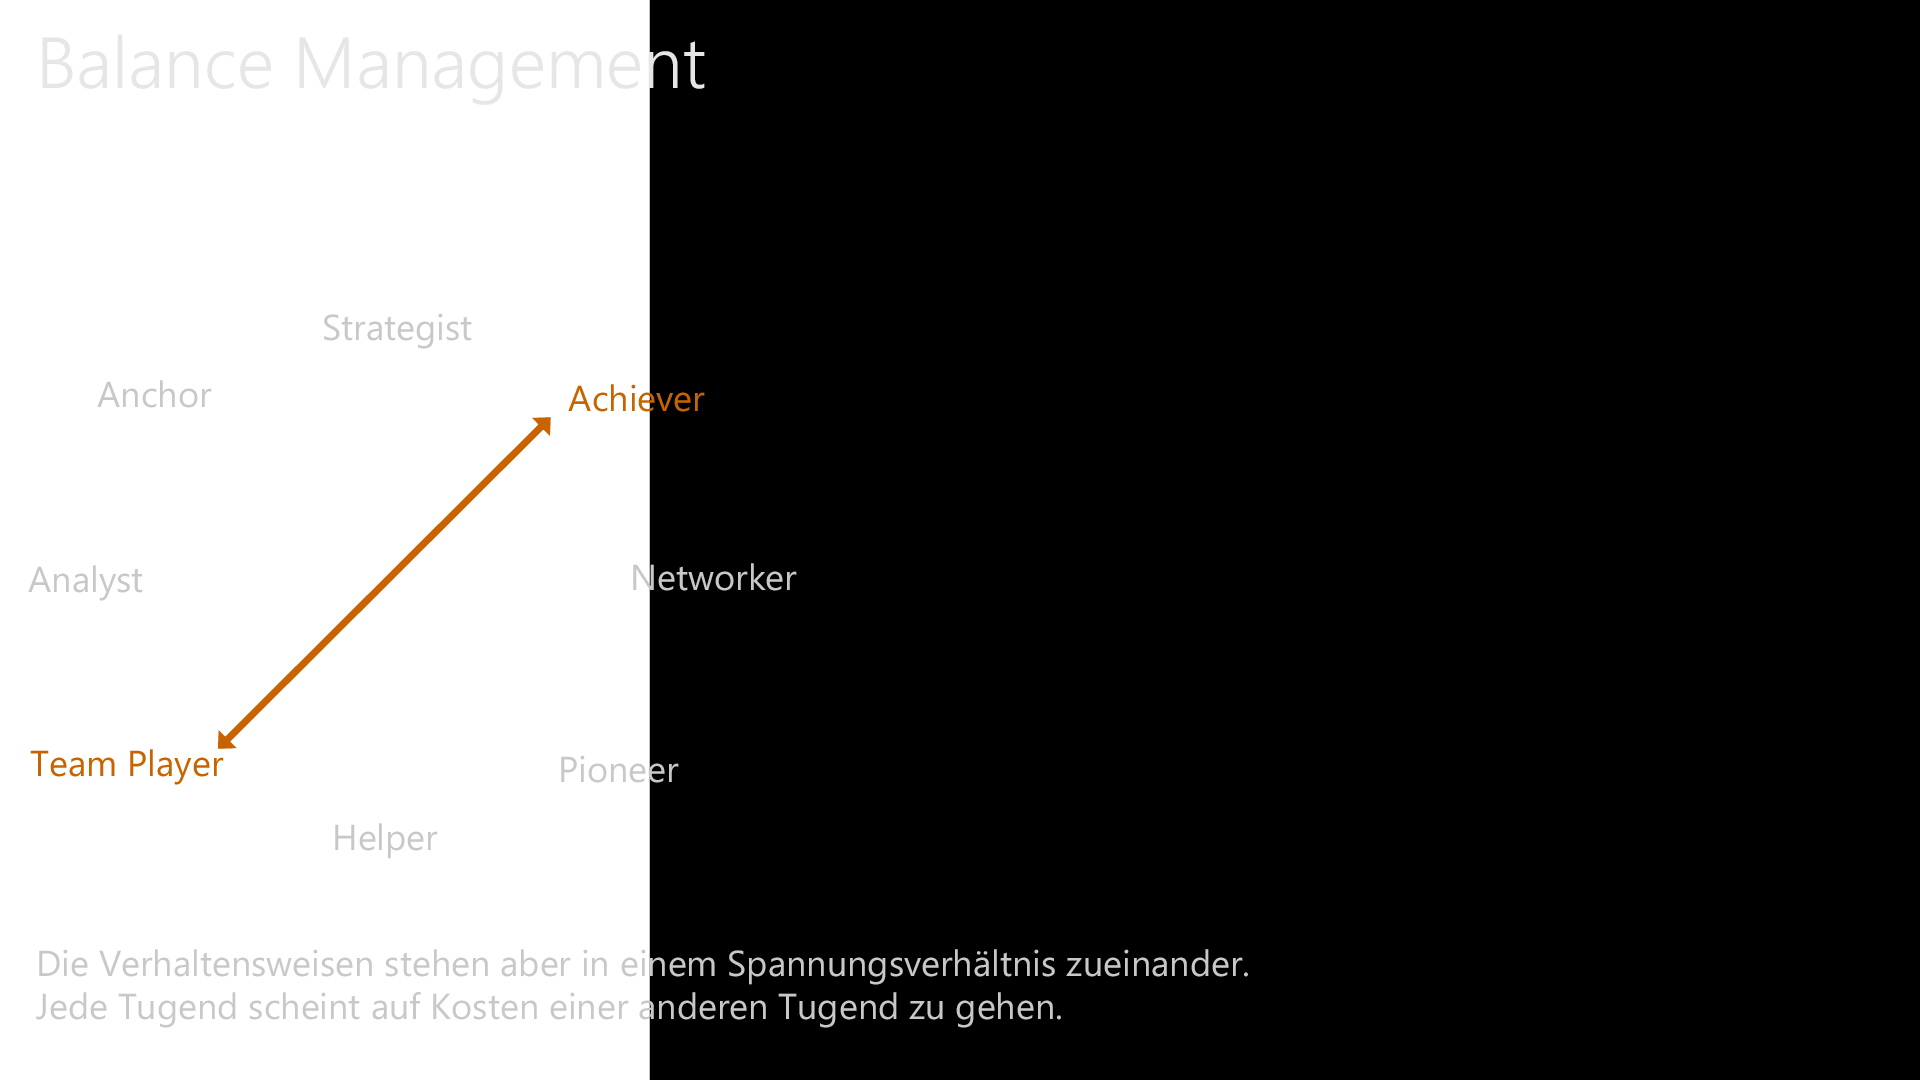 Balance Management
Strategist
Anchor
Achiever
Analyst
Networker
Team Player
Pioneer
Helper
Die Verhaltensweisen stehen aber in einem Spannungsverhältnis zueinander.
Jede Tugend scheint auf Kosten einer anderen Tugend zu gehen.